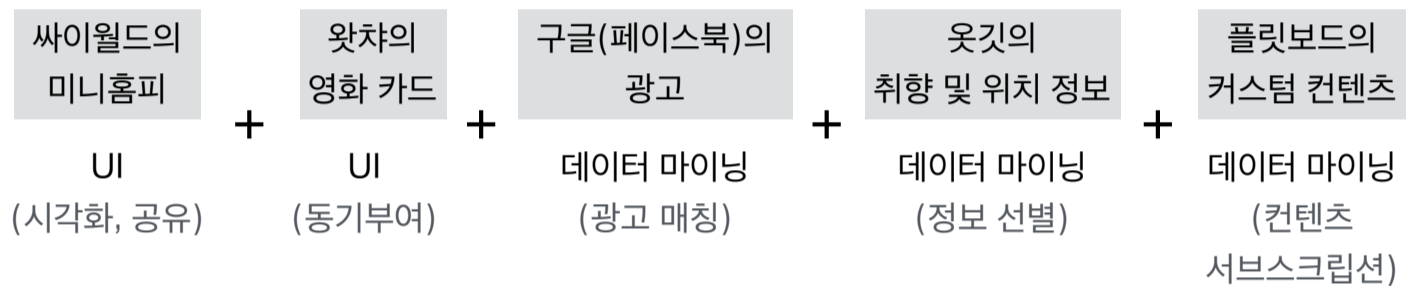 싸이월드의
미니홈피
UI
(시각화, 공유)
+
왓챠의
영화 카드
UI
(동기부여)
+
구글(페이스북)의
광고
데이터 마이닝
(광고 매칭)
+
옷깃의
취향 및 위치 정보
데이터 마이닝
(정보 선별)
+
플릿보드의
커스텀 컨텐츠
데이터 마이닝
(컨텐츠
서브스크립션)